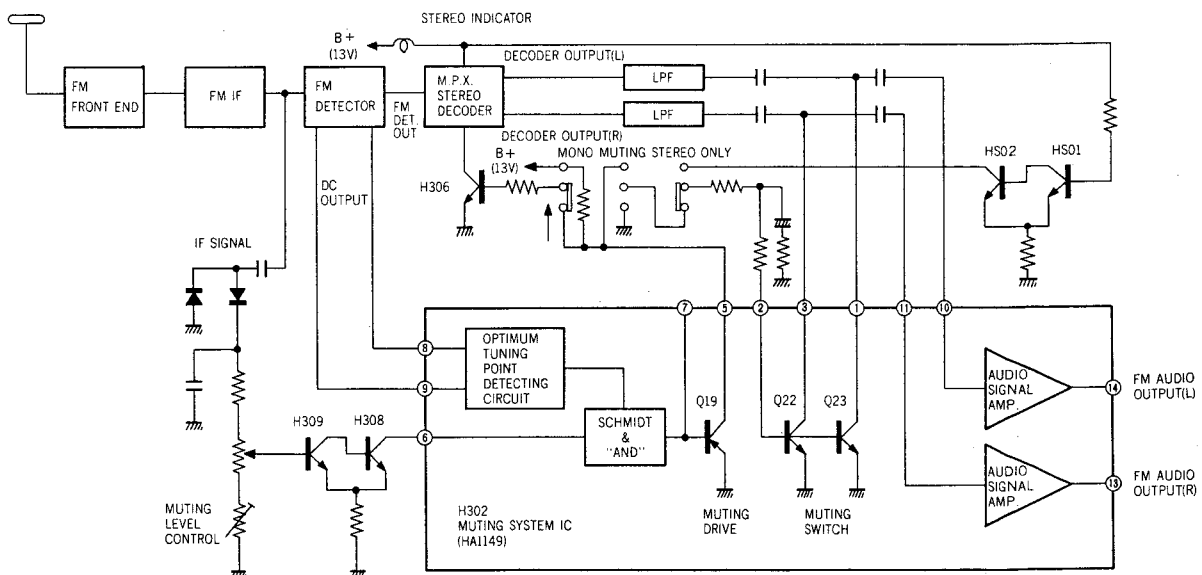 STEREO INDICATOR
B+
(13V)
DECODER OUTPUT(L)
FM
FRONT END
FM IF
FM
DETECTOR
FM
DET.
OUT
M.P.X.
STEREO
DECODER
LPF
LPF
DECODER OUTPUT(R)
B+
(13V)
MONO MUTING STEREO ONLY
H306
HS02
HS01
DC
OUTPUT
IF SIGNAL
7
5
2
3
1
11
10
8
9
6
OPTIMUM
TUNING
POINT
DETECTING
CIRCUIT
SCHMIDT
&
"AND"
Q19
Q22
Q23
AUDIO
SIGNAL
AMP.
14
FM AUDIO
OUTPUT(L)
AUDIO
SIGNAL
AMP.
13
FM AUDIO
OUTPUT(R)
H309
H308
MUTING
LEVEL
CONTROL
H302
MUTING SYSTEM IC
(HA1149)
MUTING
DRIVE
MUTING
SWITCH